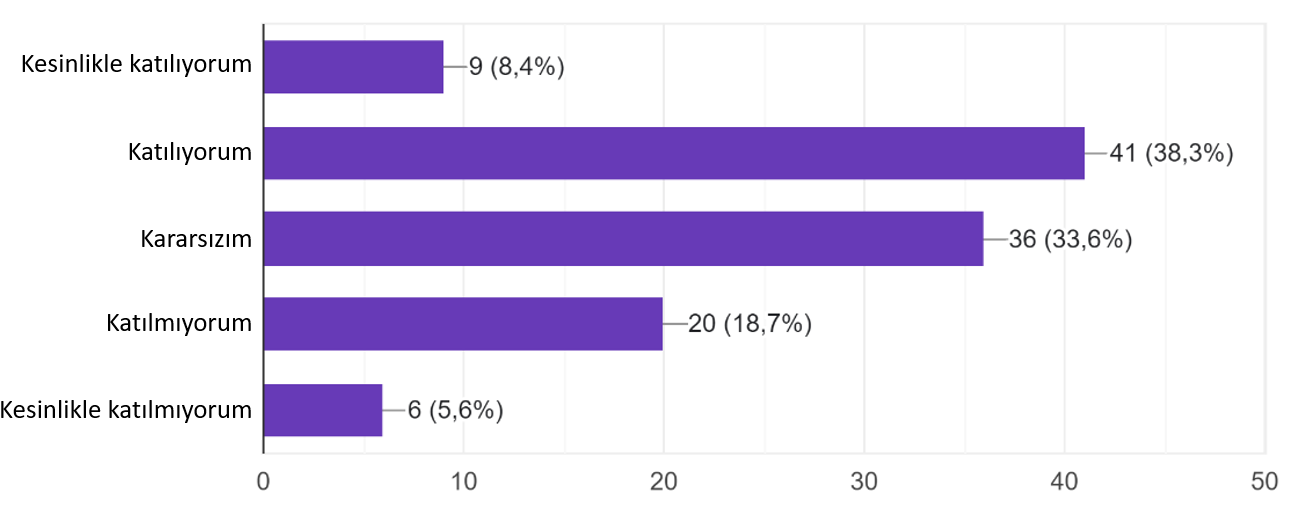 Kesinlikle katılıyorum 9 (8,4%)
Katılıyorum 41 (38,3%)
Kararsızım 36 (33,6%)
Katılmıyorum 20 (18,7%)
Kesinlikle katılmıyorum 6 (5,6%)
0 10 20 30 40 50